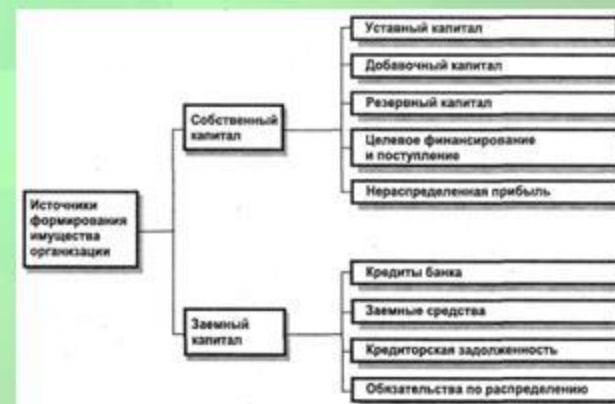 Источники
формирования
имущества
организации
Собственный
капитал
Уставный капитал
Добавочный капитал
Резервный капитал
Целевое финансирование
и поступление
Нераспределенная прибыль
Заемный
капитал
Кредиты банка
Заемные средства
Кредиторская задолженность
Обязательства по распределению